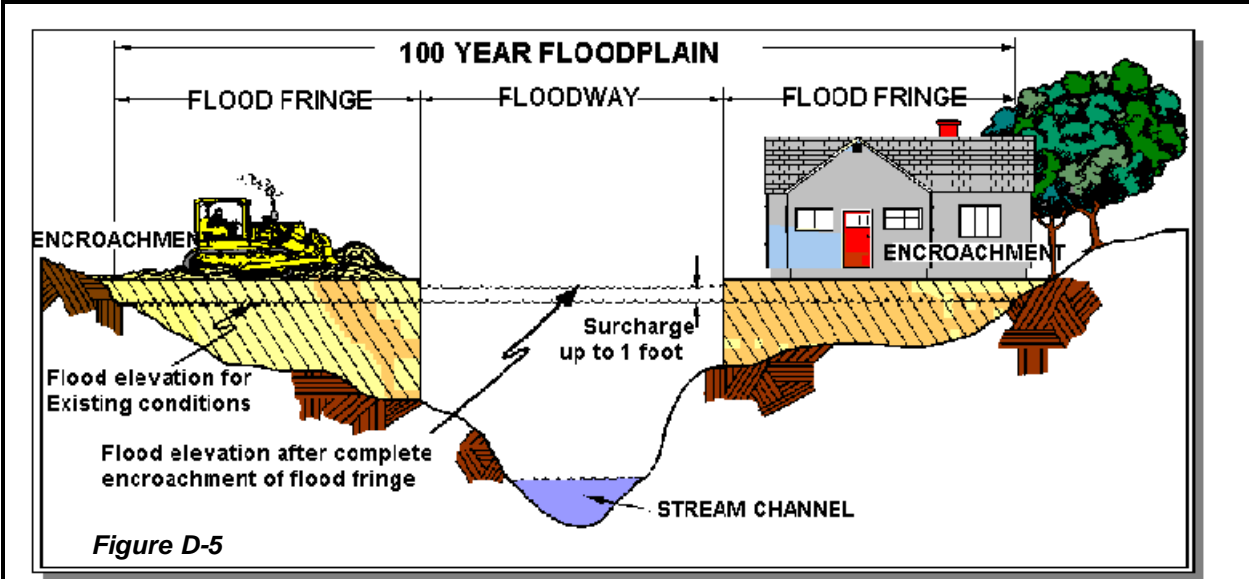 100 YEAR FLOODPLAIN
FLOOD FRINGE
FLOODWAY
FLOOD FRINGE
ENCROACHMENT
ENCROACHMENT
Surcharge
up to 1 foot
Flood elevation for
Existing conditions
Flood elevation after complete
encroachment of flood fringe
STREAM CHANNEL
Figure D-5